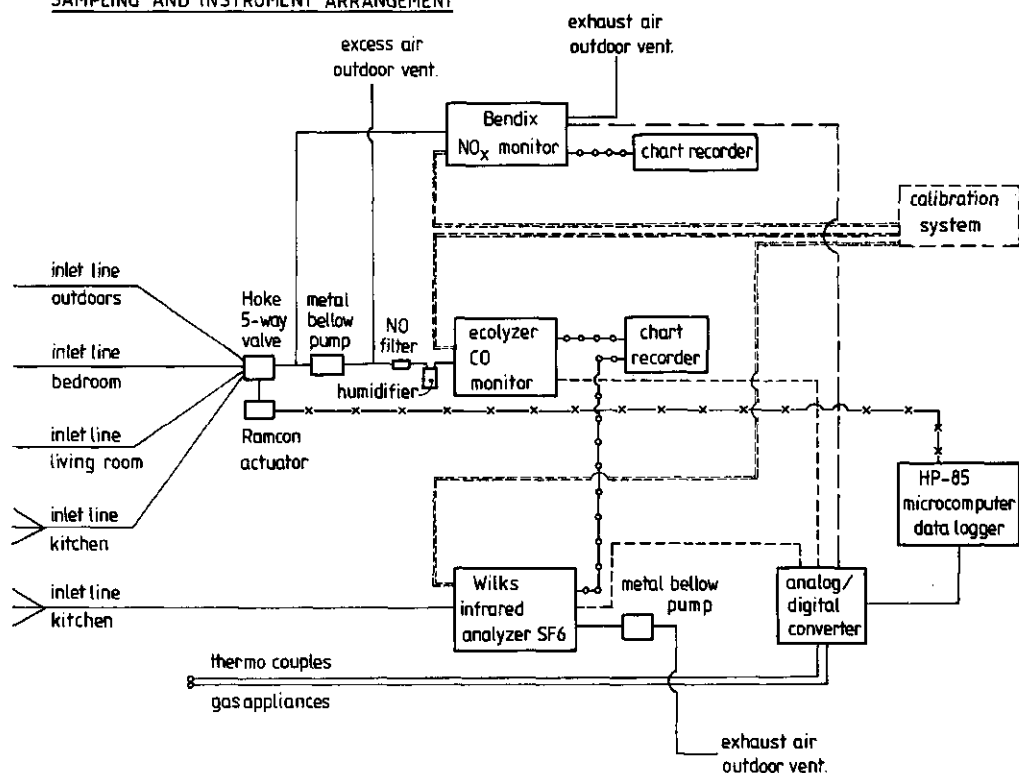 SAMPLING AND INSTRUMENT ARRANGEMENT
excess air
outdoor vent.
exhaust air
outdoor vent.
Bendix
NOx monitor
chart recorder
calibration
system
inlet line
outdoors
Hoke
5-way
valve
metal
bellow
pump
NO
filter
humidifier
ecolyzer
CO
monitor
chart
recorder
inlet line
bedroom
inlet line
living room
Ramcon
actuator
HP-85
microcomputer
data logger
inlet line
kitchen
inlet line
kitchen
Wilks
infrared
analyzer SF6
metal bellow
pump
analog/
digital
converter
thermo couples
gas appliances
exhaust air
outdoor vent.